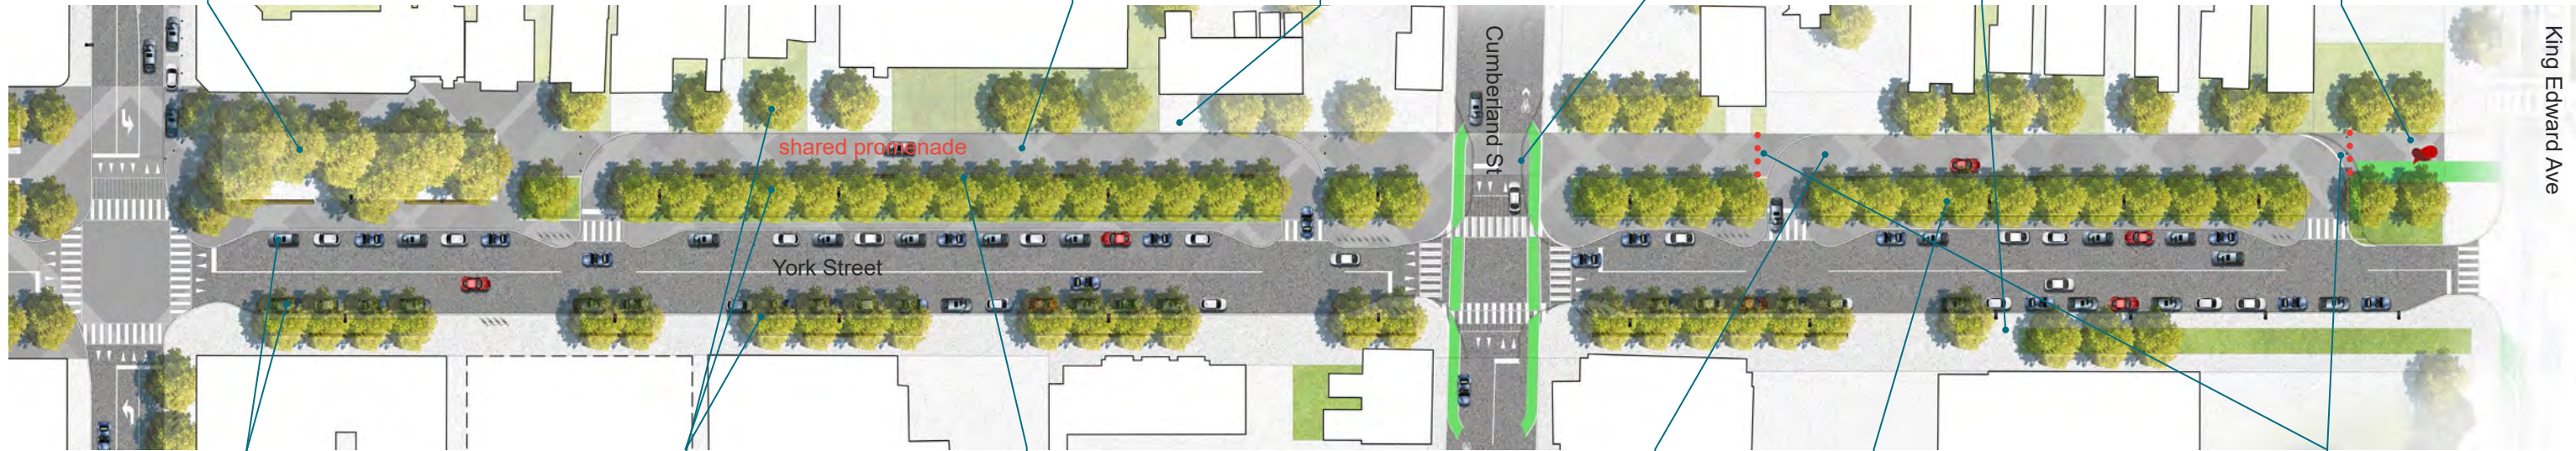 Cumberland St
King Edward Ave
shared promenade
York Street